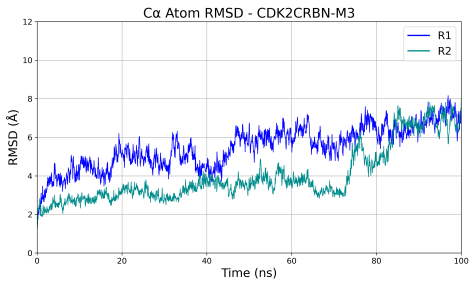 Cα Atom RMSD - CDK2CRBN-M3
RMSD (Å)
12
10
8
6
4
2
0
R1
R2
0
20
40
60
80
100
Time (ns)